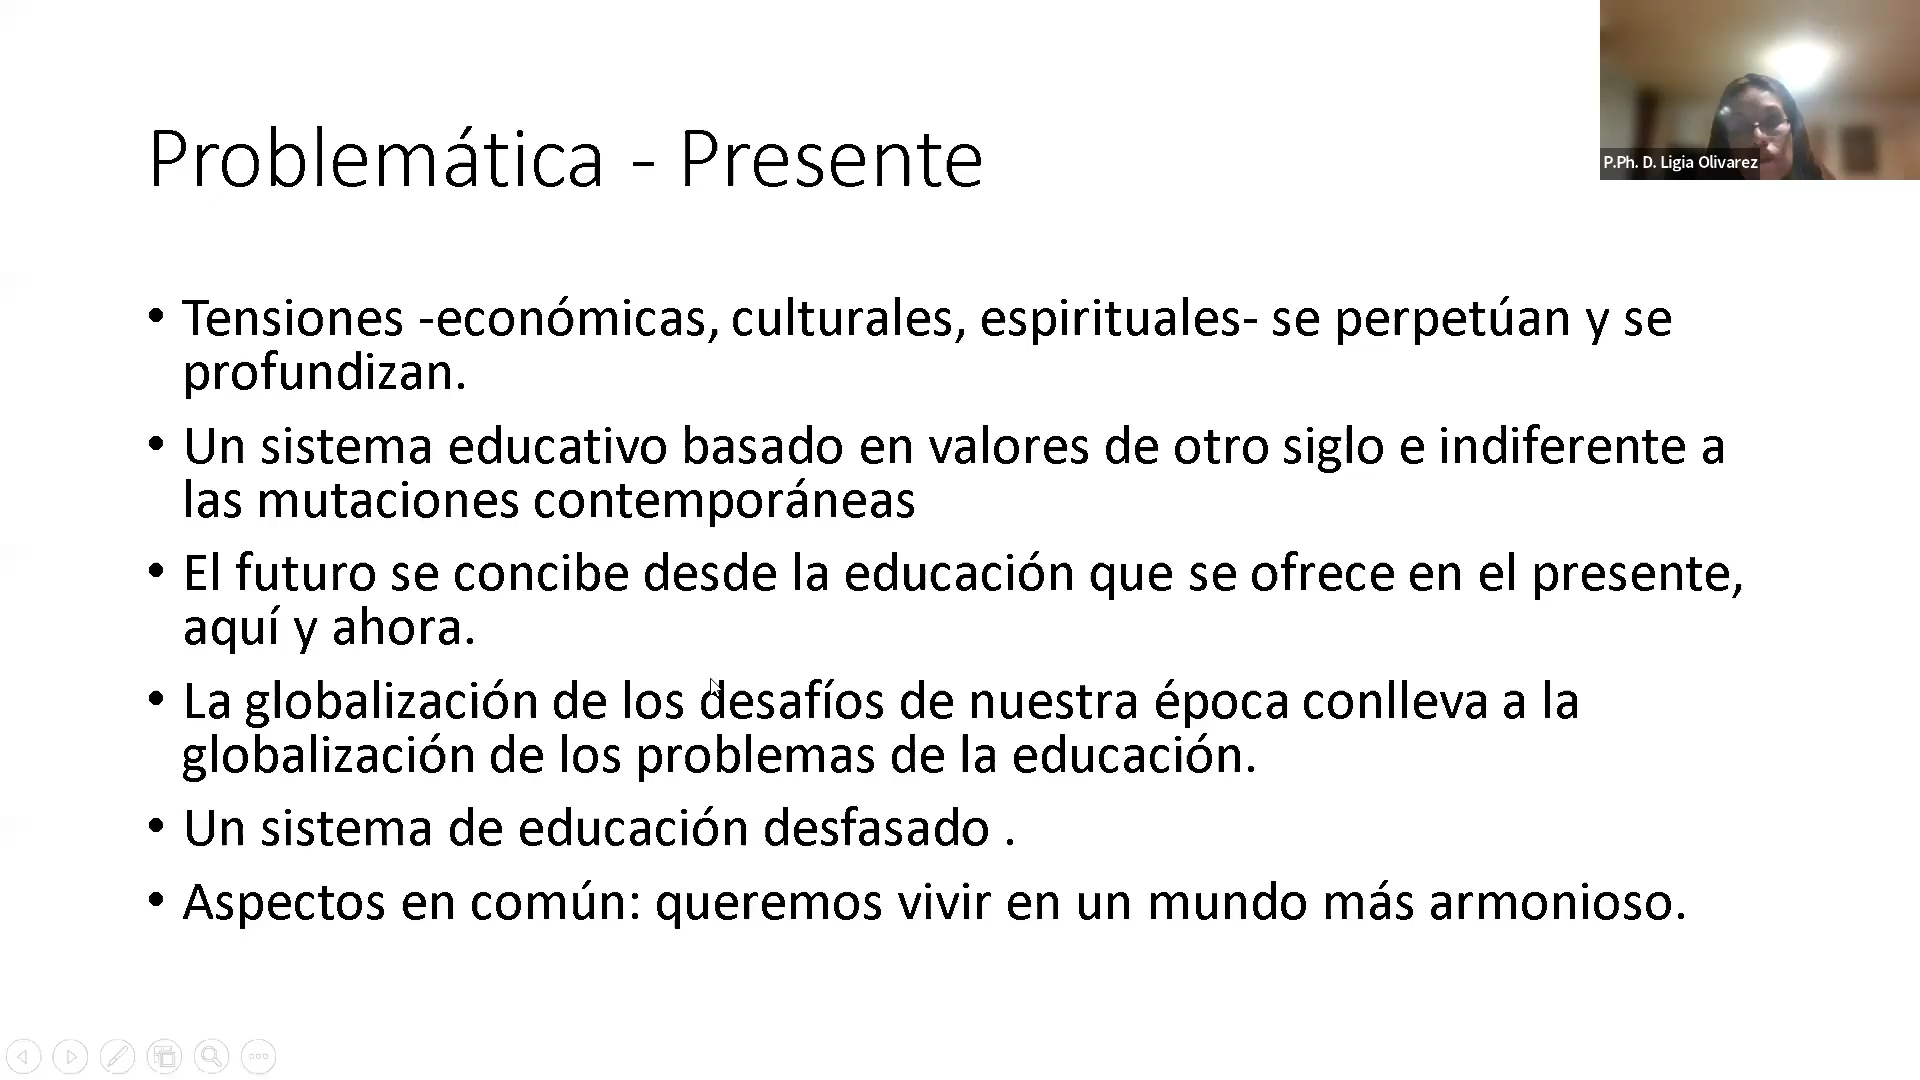 Problemática - Presente
P.Ph. D. Ligia Olivarez
• Tensiones -económicas, culturales, espirituales- se perpetúan y se
profundizan.
• Un sistema educativo basado en valores de otro siglo e indiferente a
las mutaciones contemporáneas
• El futuro se concibe desde la educación que se ofrece en el presente,
aquí y ahora.
• La globalización de los desafíos de nuestra época conlleva a la
globalización de los problemas de la educación.
• Un sistema de educación desfasado .
• Aspectos en común: queremos vivir en un mundo más armonioso.